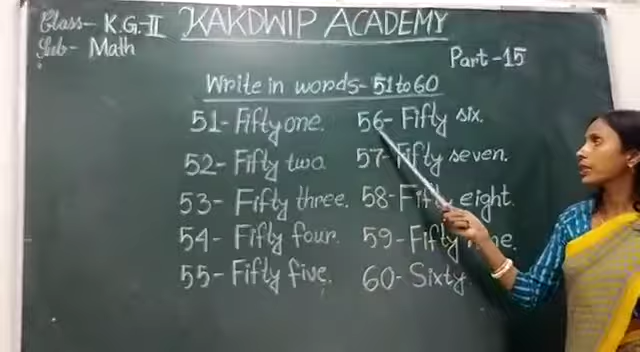 Class- K.G-II KAKDWIP ACADEMY
Sub- Math
Part-15
Write in words- 51 to 60
51- Fifty one. 56- Fifty six.
52- Fifty two 57- Fifty seven.
53- Fifty three. 58- Fifty eight.
54- Fifty four. 59- Fifty
55- Fifty five. 60- Sixty